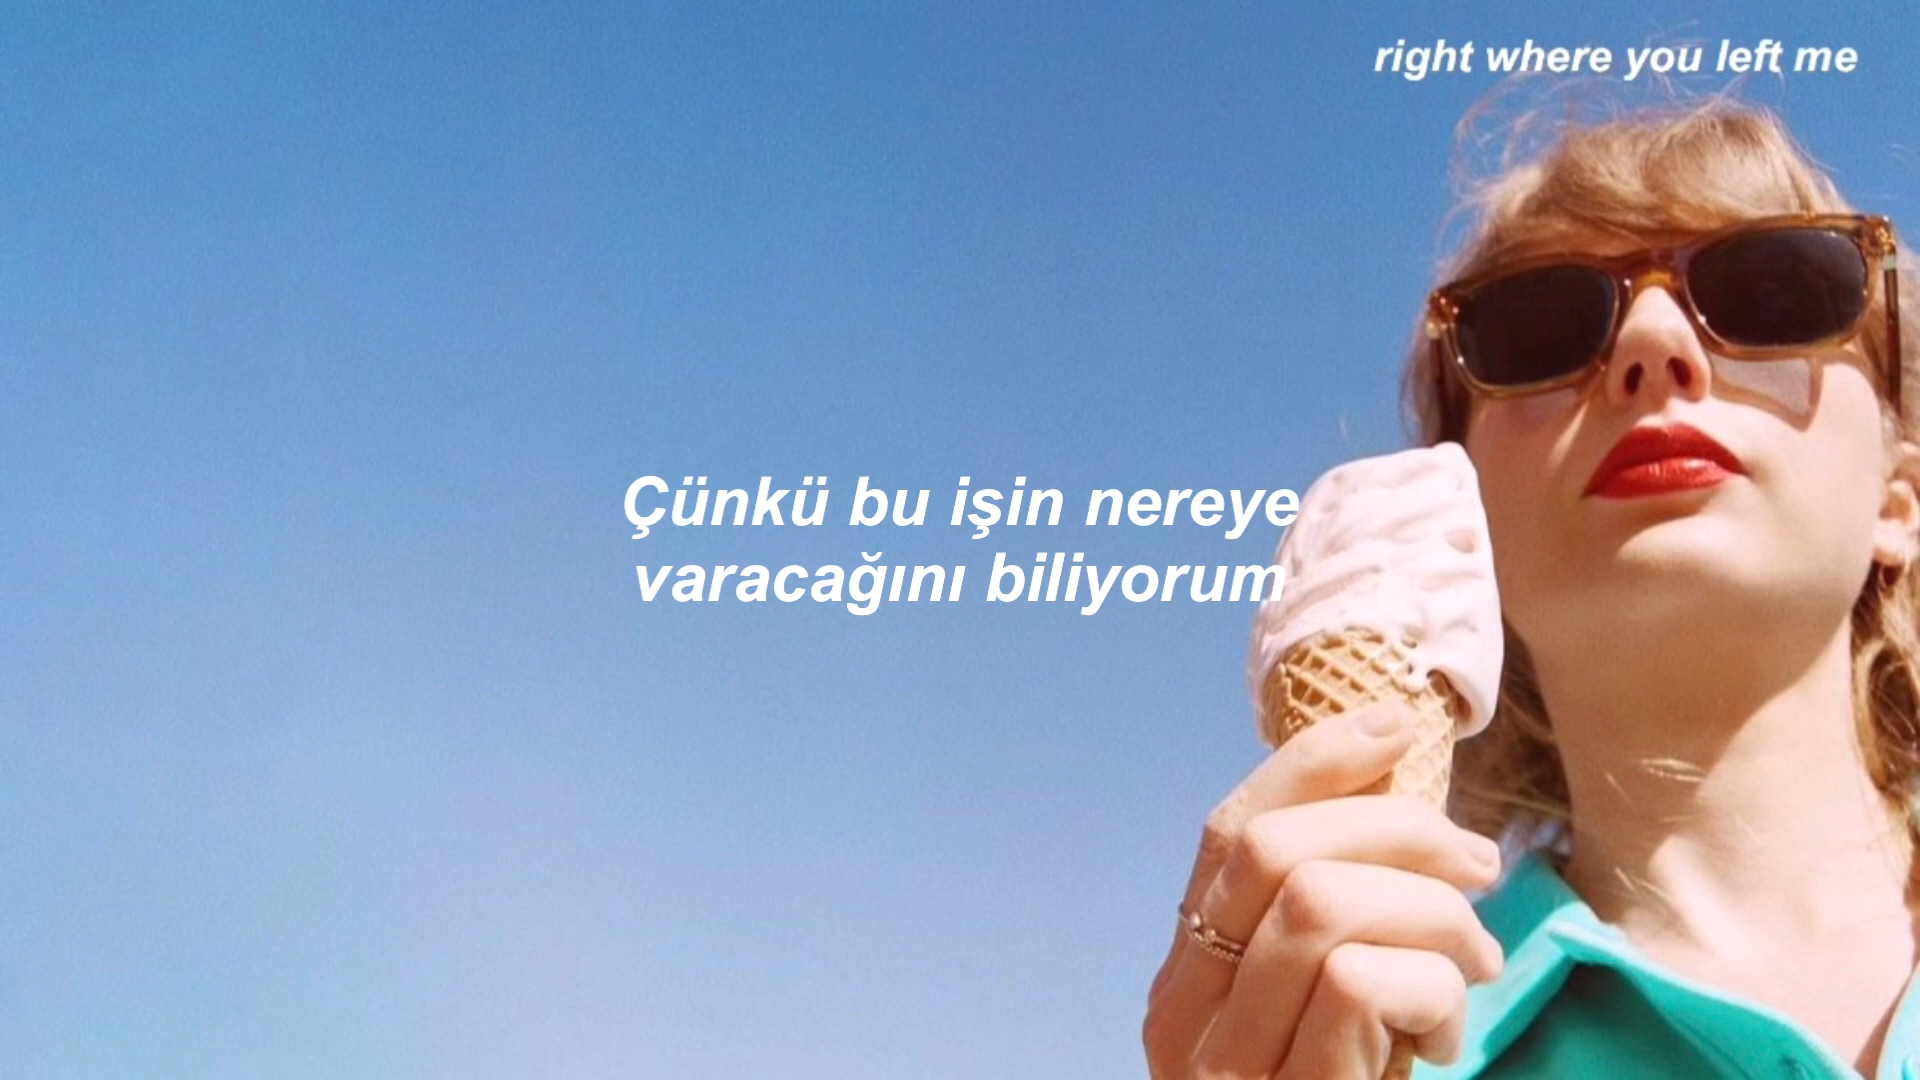 right where you left me
Çünkü bu işin nereye
varacağını biliyorum